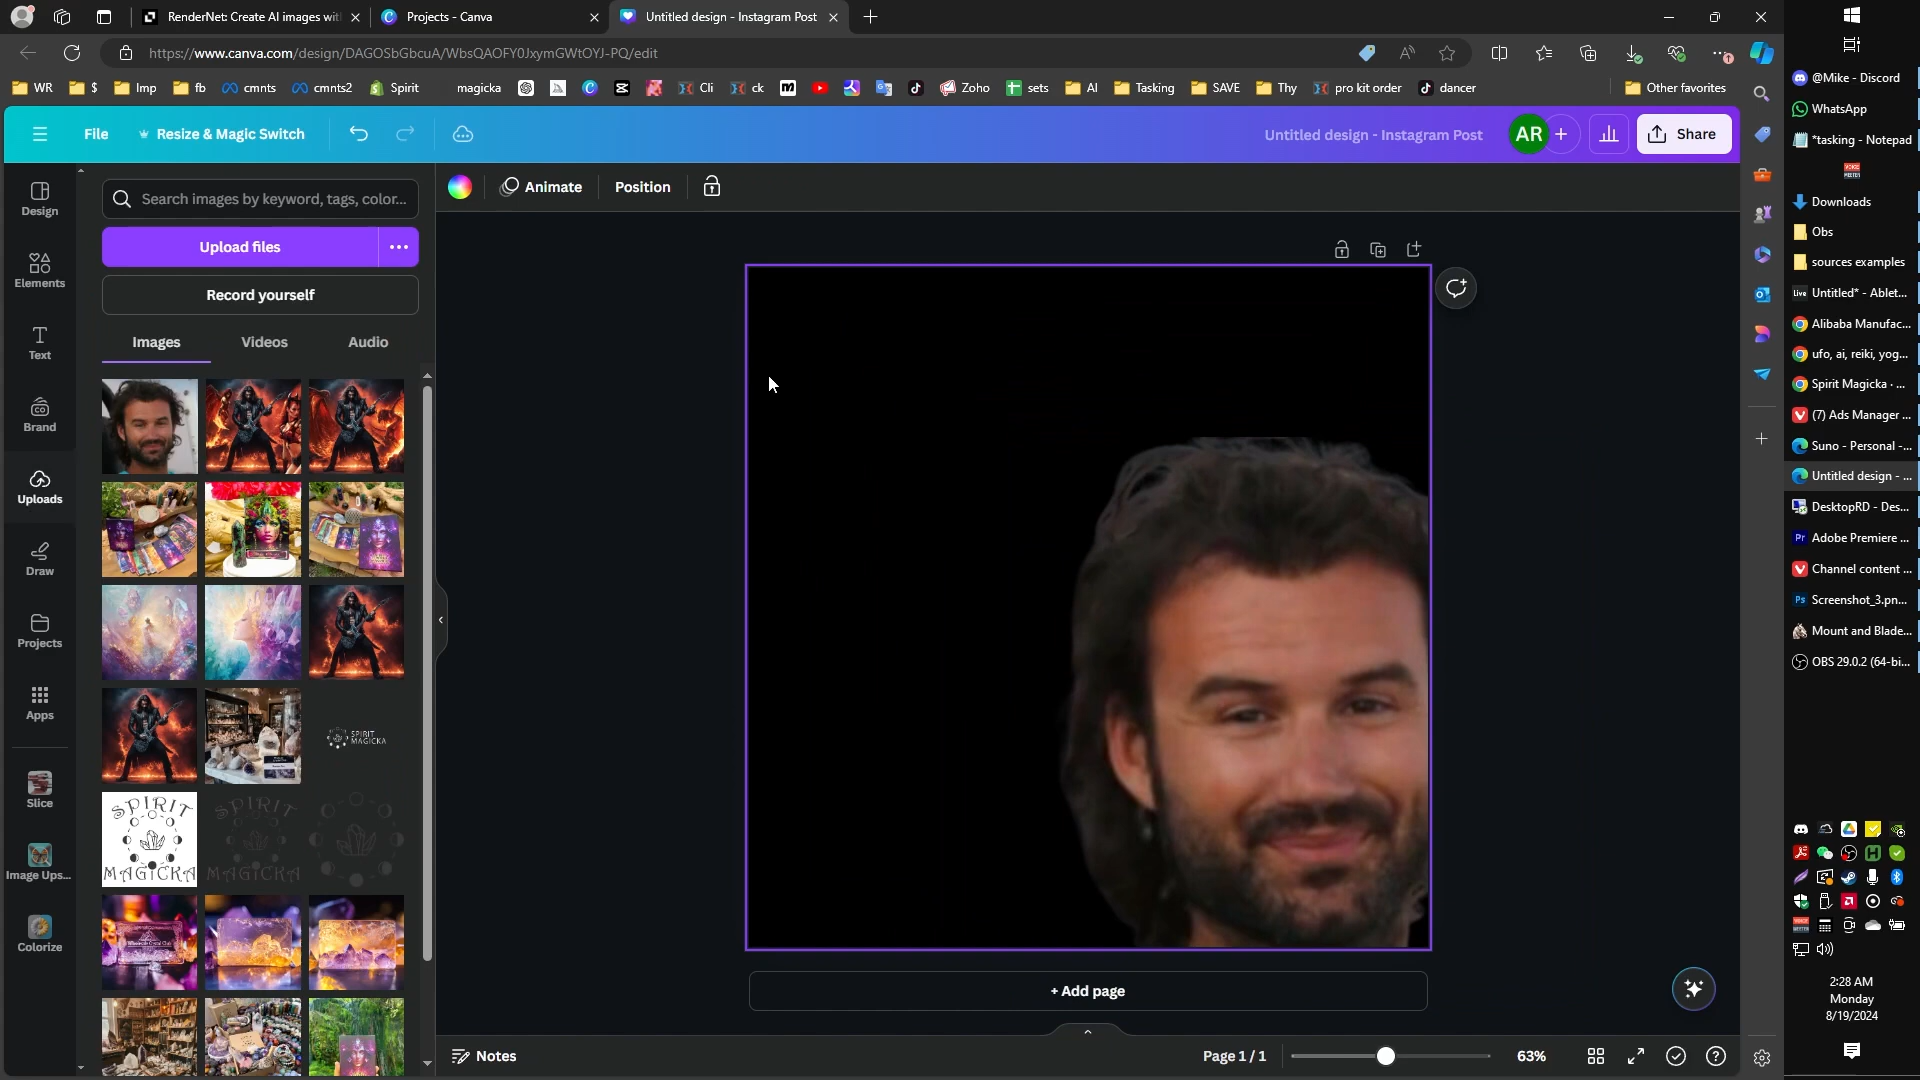 RenderNet: Create AI images wit
Projects - Canva
Untitled design - Instagram Post
https://www.canva.com/design/DAGOSbGbcuA/WbsQAOFY0JxymGWtOYJ-PQ/edit
WR
$
Imp
fb
cmnts
cmnts2
Spirit
magicka
Cli
ck
Zoho
sets
AI
Tasking
SAVE
Thy
pro kit order
dancer
Other favorites
File
Resize & Magic Switch
Untitled design - Instagram Post
AR
Share
Design
Elements
Text
Brand
Uploads
Draw
Projects
Apps
Slice
Image Ups...
Colorize
Search images by keyword, tags, color...
Upload files
Record yourself
Images
Videos
Audio
SPIRIT
MAGICKA
SPIRIT
MAGICKA
SPIRIT
MAGICKA
Animate
Position
+ Add page
Notes
Page 1 / 1
63%
@Mike - Discord
WhatsApp
*tasking - Notepad
Downloads
Obs
sources examples
Live
Untitled* - Ablet...
Alibaba Manufac...
ufo, ai, reiki, yog...
Spirit Magicka · ...
(7) Ads Manager ...
Suno - Personal -...
Untitled design - ...
DesktopRD - Des...
Pr
Adobe Premiere ...
Channel content ...
Ps
Screenshot_3.pn...
Mount and Blade...
OBS 29.0.2 (64-bi...
2:28 AM
Monday
8/19/2024